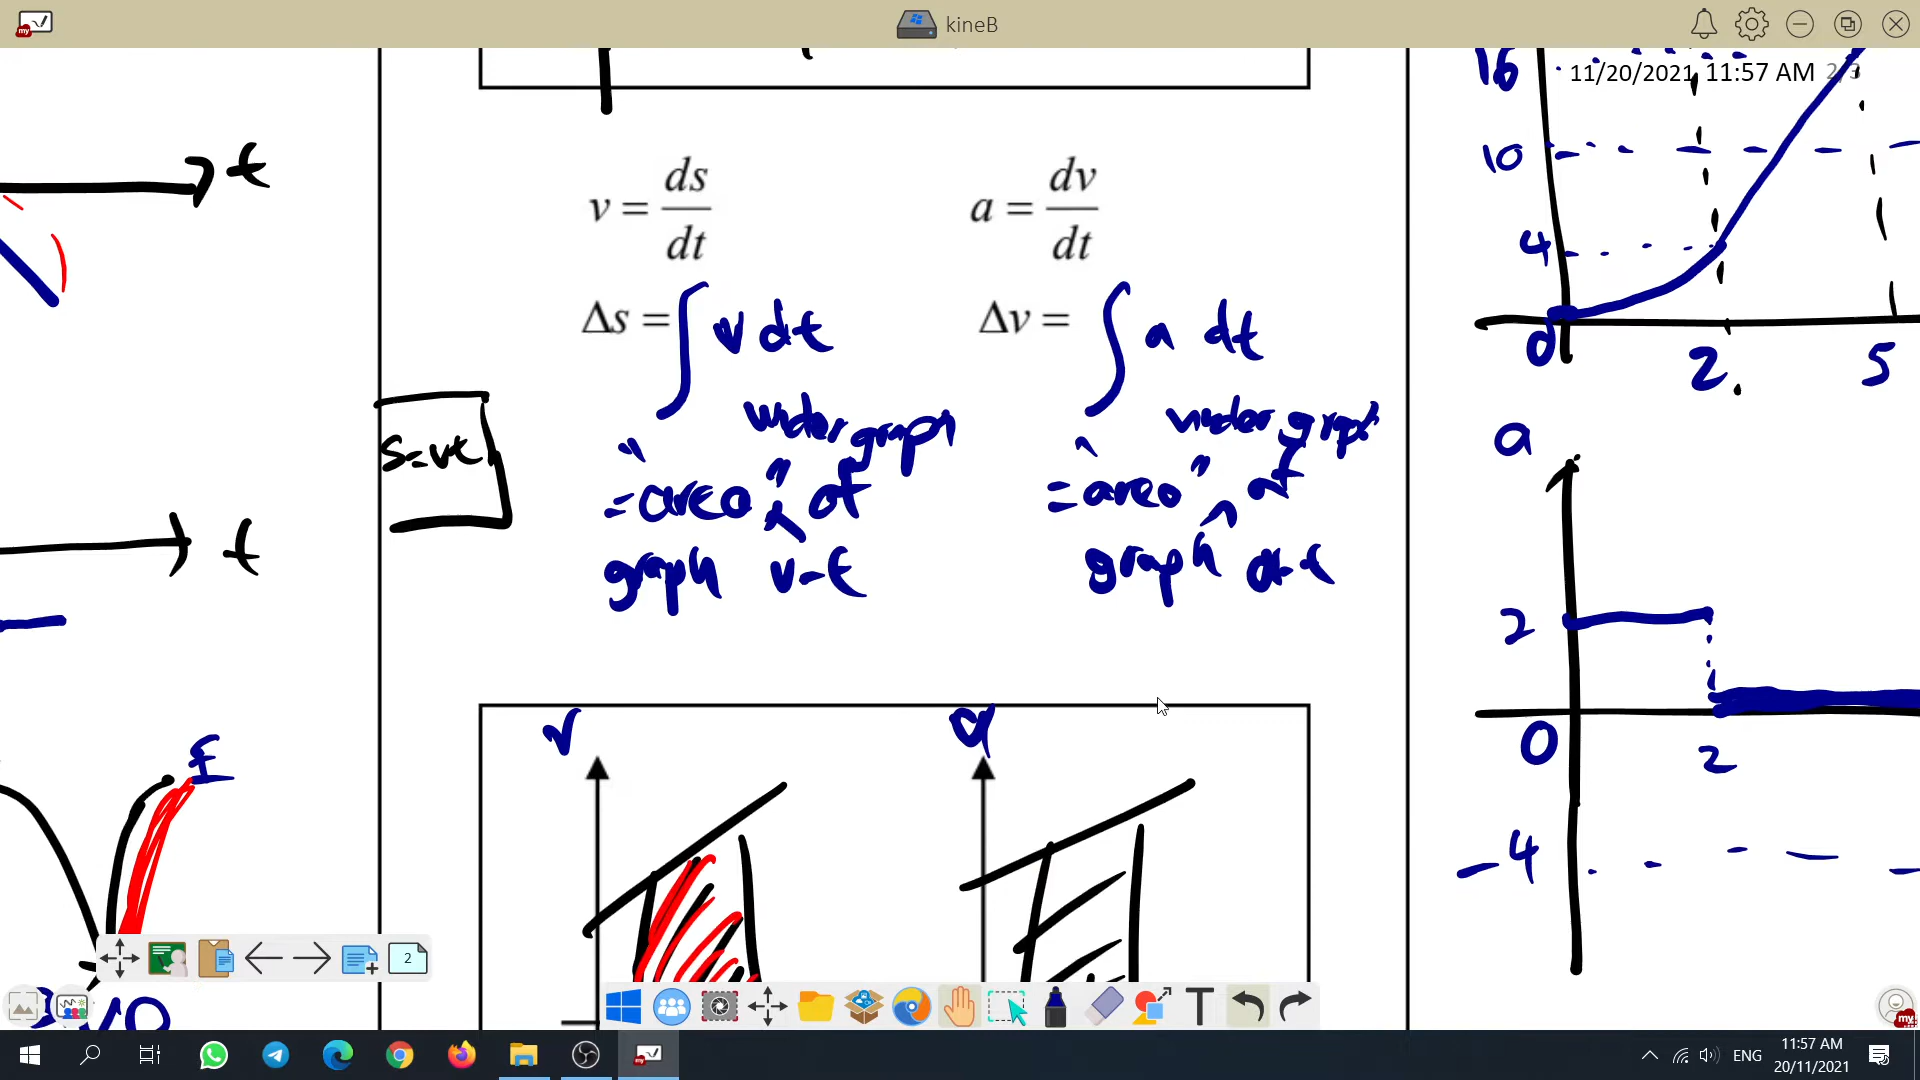 kineB
11/20/2021, 11:57 AM 2/3
t
v = ds/dt
a = dv/dt
Δs = ∫ v dt
Δv = ∫ a dt
under graph
"area" of
graph v-t
under graph
= "area" of
graph a-t
s=vt
t
f
v
a
16
10
4
0
2
5
a
2
0
2
-4
2
T
ENG
11:57 AM
20/11/2021